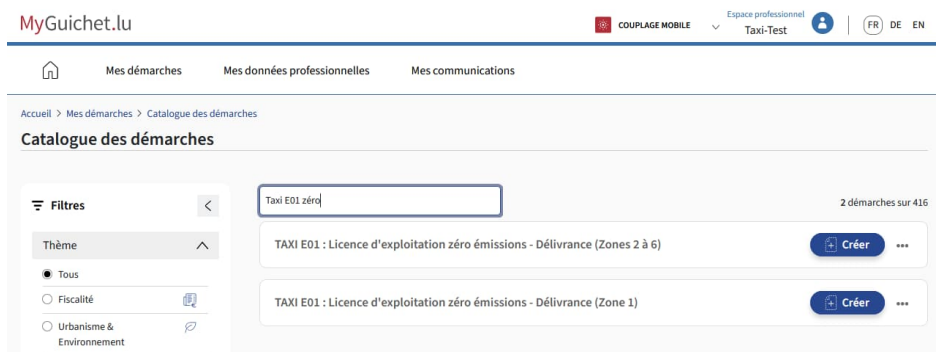 MyGuichet.lu
COUPLAGE MOBILE
Espace professionnel
Taxi-Test
FR DE EN
Mes démarches Mes données professionnelles Mes communications
Accueil > Mes démarches > Catalogue des démarches
Catalogue des démarches
Filtres
Taxi E01 zéro
2 démarches sur 416
Thème
TAXI E01 : Licence d'exploitation zéro émissions - Délivrance (Zones 2 à 6)
Créer
Tous
Fiscalité
TAXI E01 : Licence d'exploitation zéro émissions - Délivrance (Zone 1)
Créer
Urbanisme &
Environnement